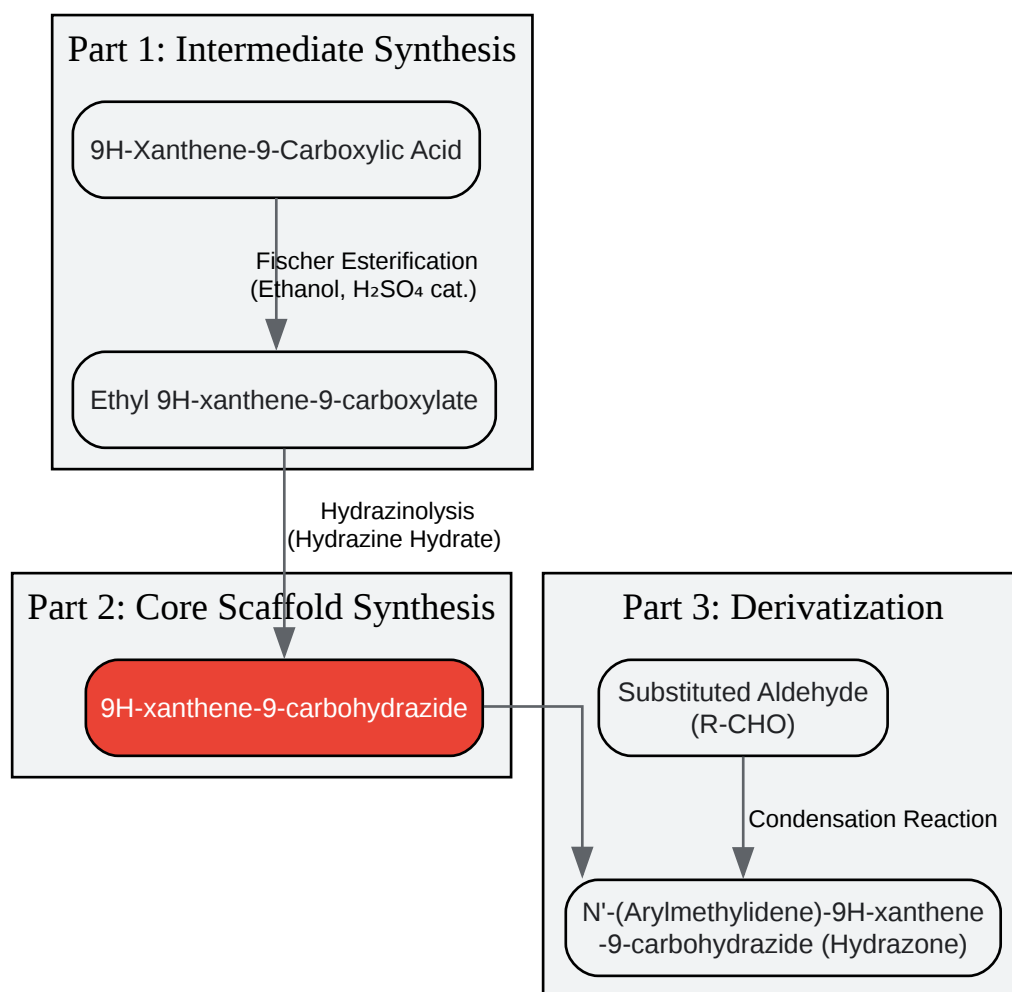 Part 1: Intermediate Synthesis
9H-Xanthene-9-Carboxylic Acid
Fischer Esterification
(Ethanol, H₂SO₄ cat.)
Ethyl 9H-xanthene-9-carboxylate
Hydrazinolysis
(Hydrazine Hydrate)
Part 2: Core Scaffold Synthesis
9H-xanthene-9-carbohydrazide
Part 3: Derivatization
Substituted Aldehyde
(R-CHO)
Condensation Reaction
N'-(Arylmethylidene)-9H-xanthene
-9-carbohydrazide (Hydrazone)